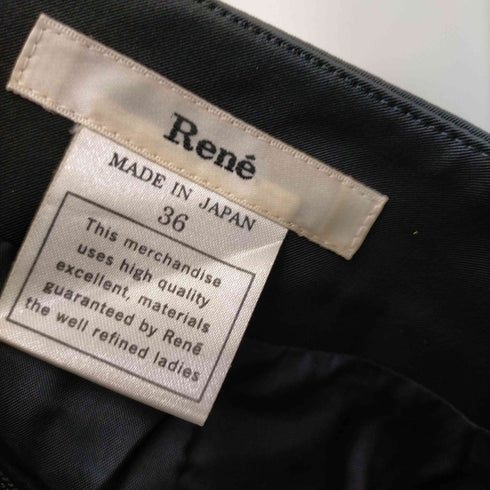 René
MADE IN JAPAN
36
This merchandise
uses high quality
excellent, materials
guaranteed by René
the well refined ladies